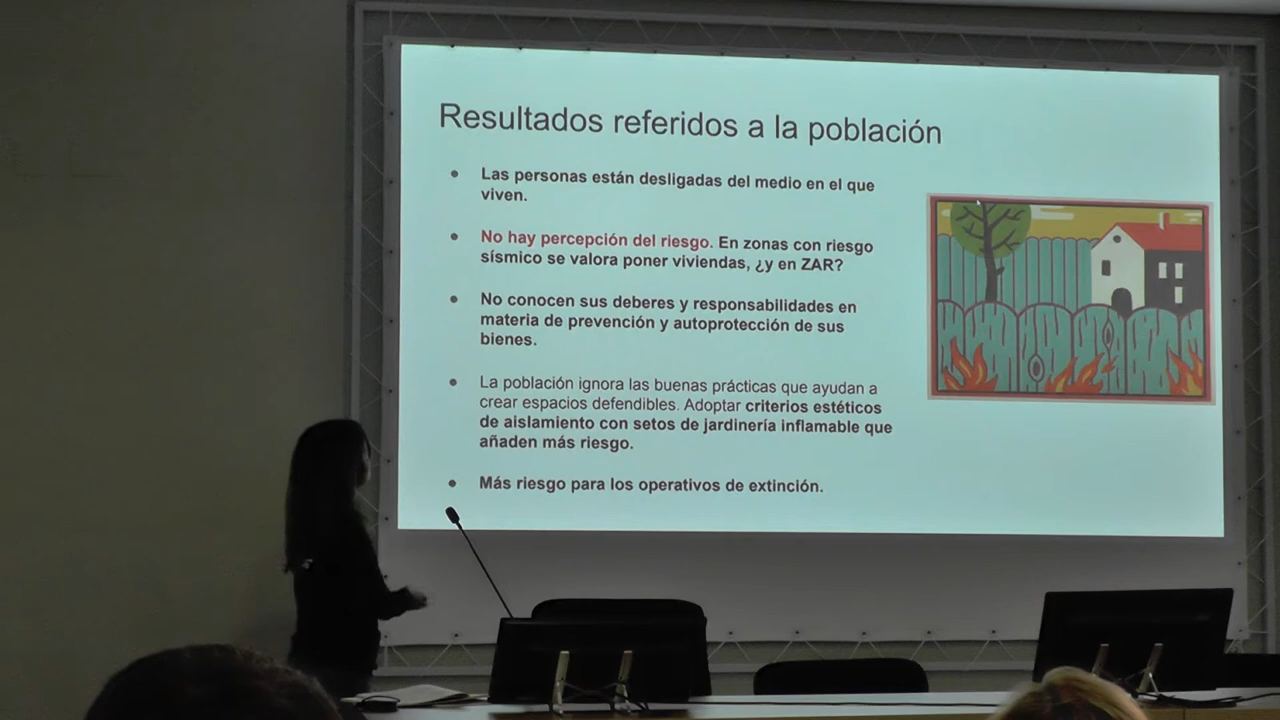 Resultados referidos a la población
● Las personas están desligadas del medio en el que
viven.
● No hay percepción del riesgo. En zonas con riesgo
sísmico se valora poner viviendas, ¿y en ZAR?
● No conocen sus deberes y responsabilidades en
materia de prevención y autoprotección de sus
bienes.
● La población ignora las buenas prácticas que ayudan a
crear espacios defendibles. Adoptar criterios estéticos
de aislamiento con setos de jardinería inflamable que
añaden más riesgo.
● Más riesgo para los operativos de extinción.